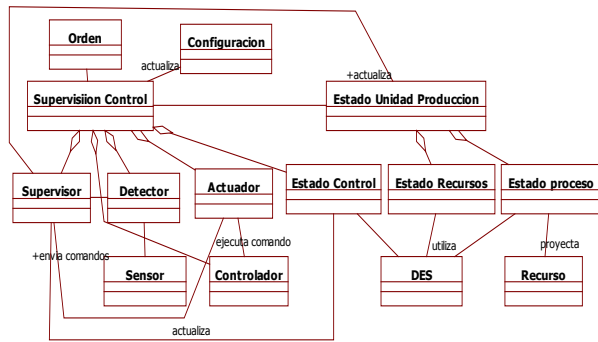 Orden
Configuracion
actualiza
+actualiza
Supervisiion Control
Estado Unidad Produccion
Supervisor
Detector
Actuador
Estado Control
Estado Recursos
Estado proceso
+envia comandos
ejecuta comando
utiliza
proyecta
Sensor
Controlador
DES
Recurso
actualiza